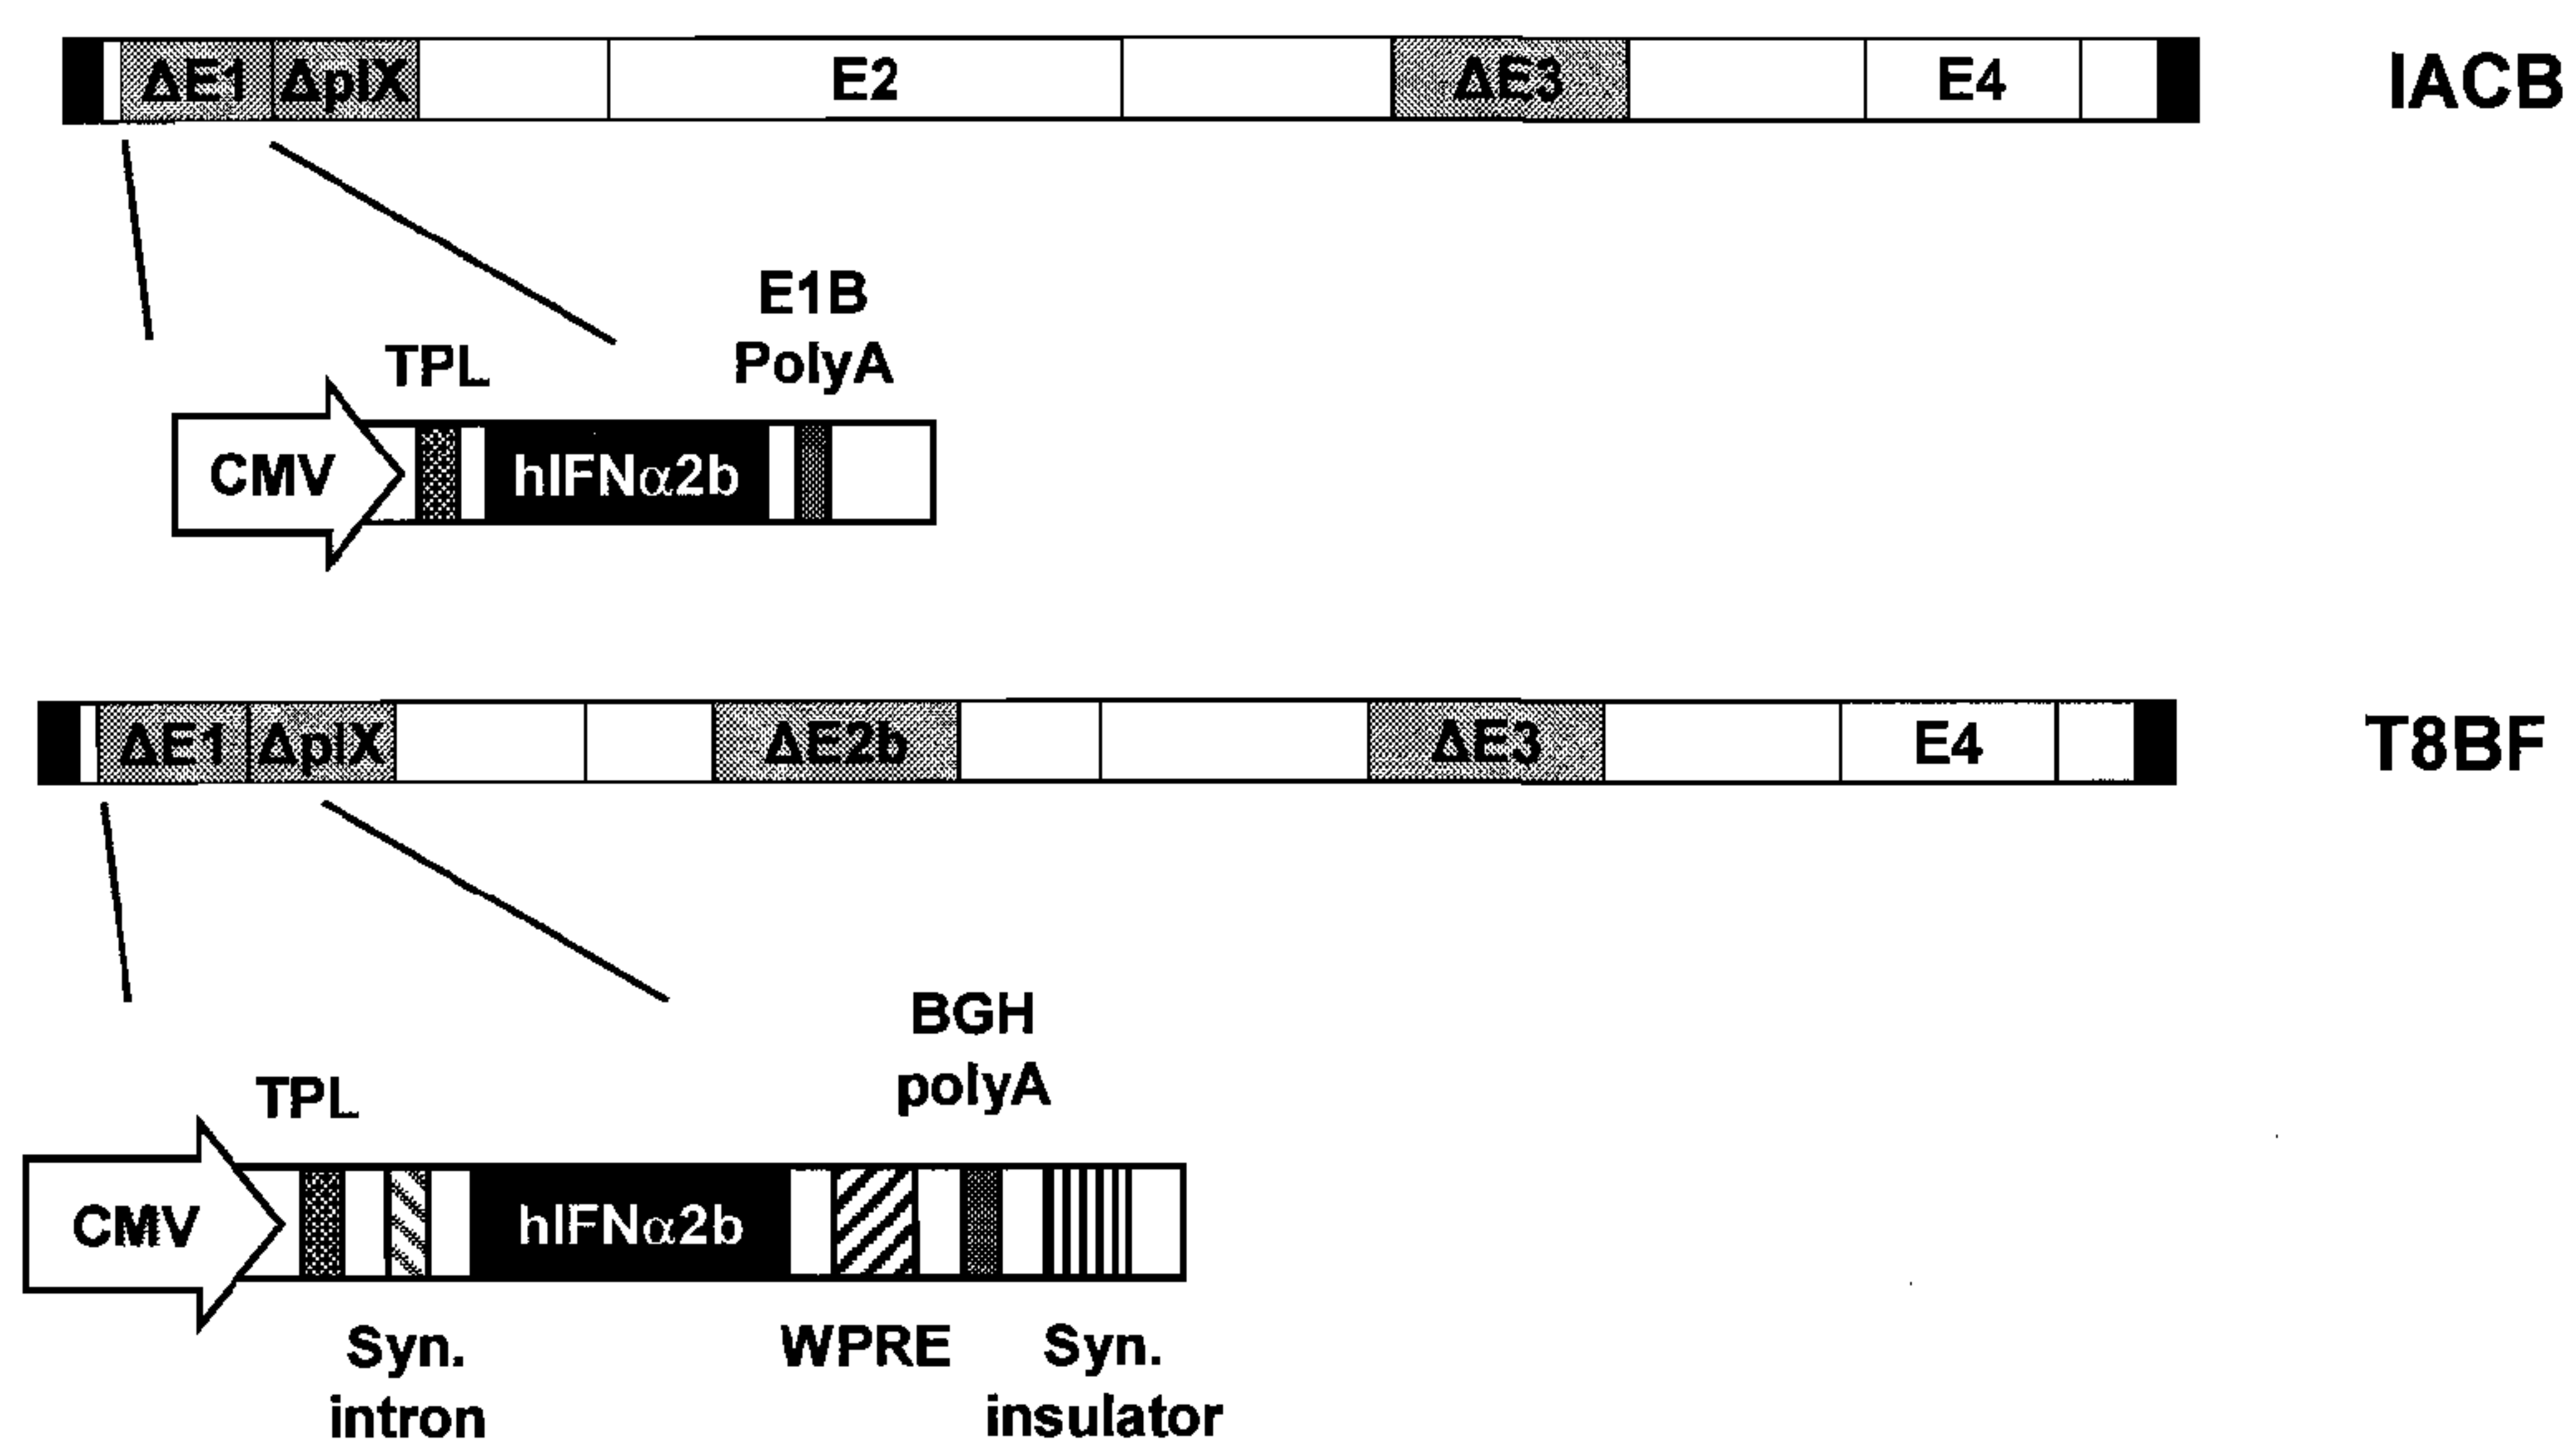 ΔE1 ΔpIX E2 ΔE3 E4 IACB
E1B
PolyA
TPL
CMV hIFNα2b
ΔE1 ΔpIX ΔE2b ΔE3 E4 T8BF
BGH
polyA
TPL
CMV hIFNα2b
Syn.
intron
WPRE
Syn.
insulator